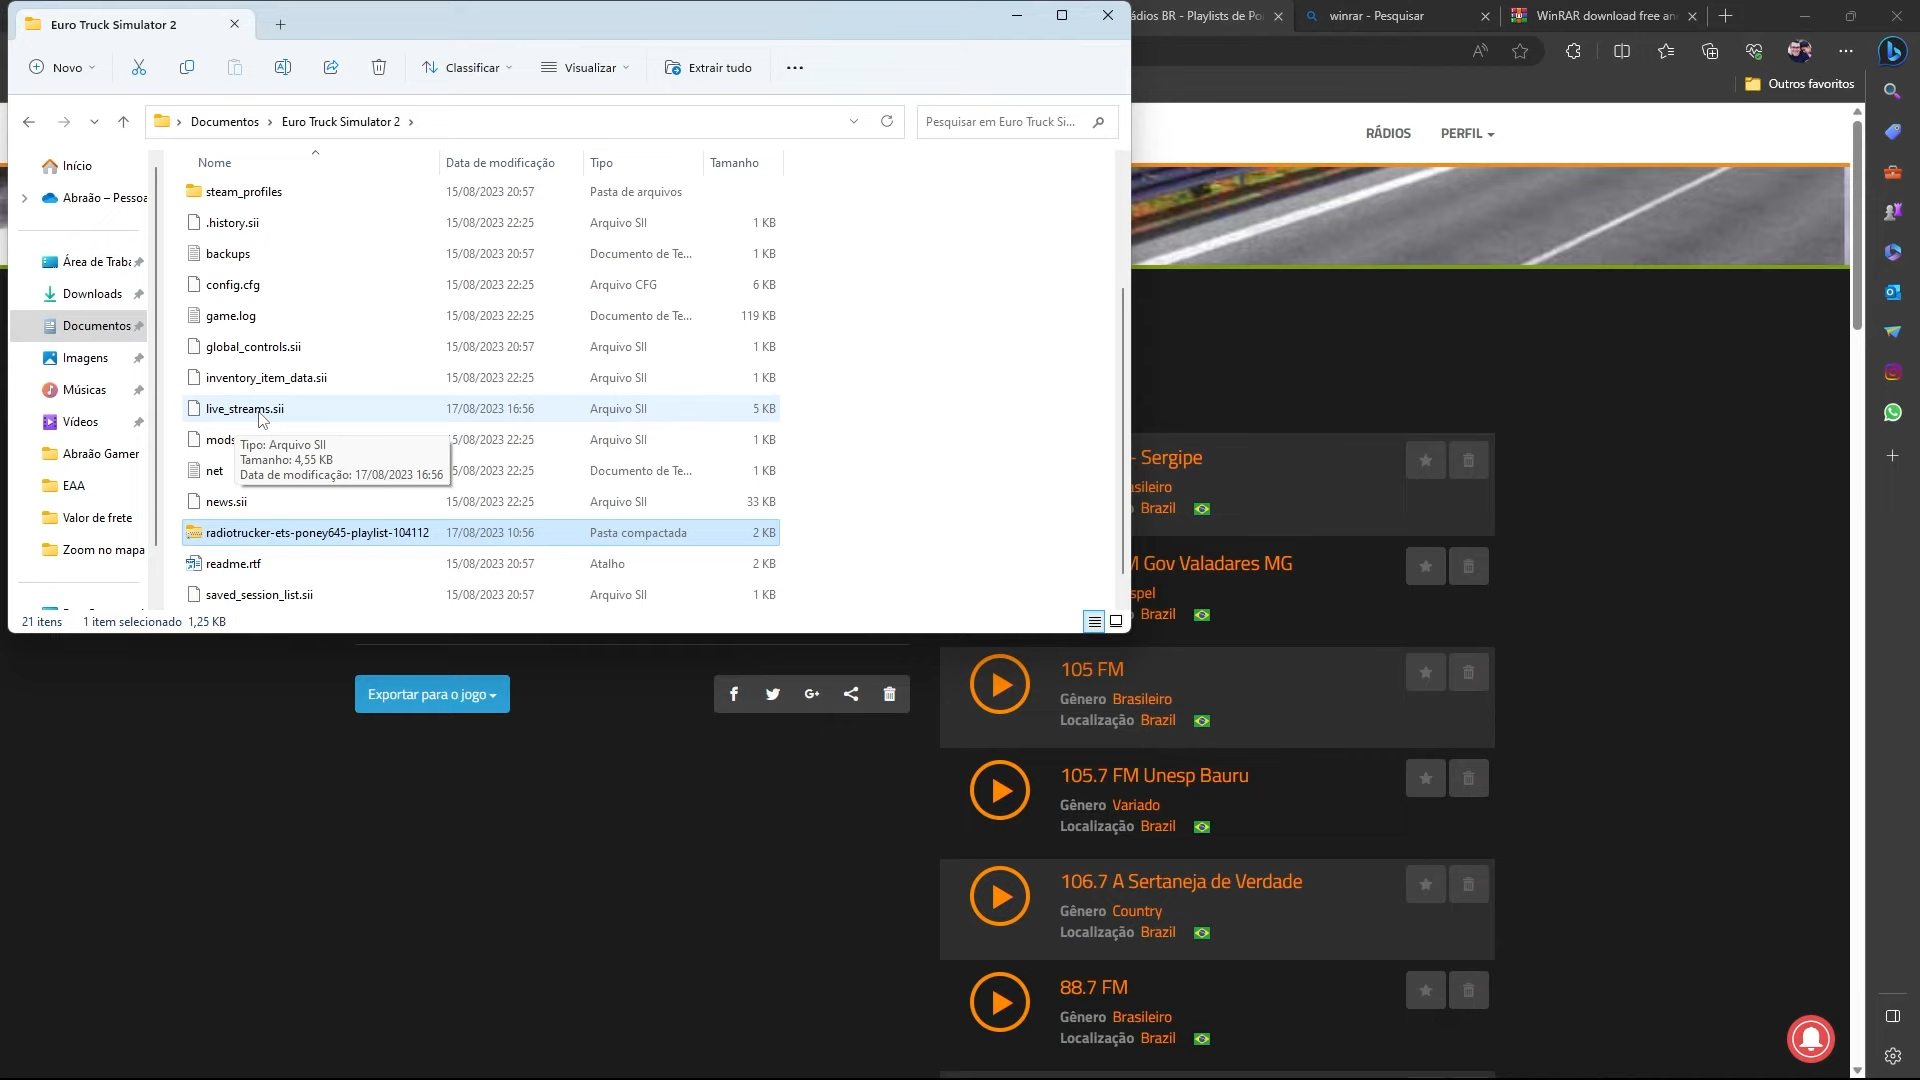 Euro Truck Simulator 2
ádios BR - Playlists de Po
winrar - Pesquisar
WinRAR download free an
Novo
Classificar
Visualizar
Extrair tudo
Outros favoritos
Documentos
Euro Truck Simulator 2
Pesquisar em Euro Truck Si...
RÁDIOS
PERFIL
Início
Abraão – Pessoa
Área de Traba
Downloads
Documentos
Imagens
Músicas
Vídeos
Abraão Gamer
EAA
Valor de frete
Zoom no mapa
Nome Data de modificação Tipo Tamanho
steam_profiles 15/08/2023 20:57 Pasta de arquivos
.history.sii 15/08/2023 22:25 Arquivo SII 1 KB
backups 15/08/2023 20:57 Documento de Te... 1 KB
config.cfg 15/08/2023 22:25 Arquivo CFG 6 KB
game.log 15/08/2023 22:25 Documento de Te... 119 KB
global_controls.sii 15/08/2023 20:57 Arquivo SII 1 KB
inventory_item_data.sii 15/08/2023 22:25 Arquivo SII 1 KB
live_streams.sii 17/08/2023 16:56 Arquivo SII 5 KB
mods 5/08/2023 22:25 Arquivo SII 1 KB
net 5/08/2023 22:25 Documento de Te... 1 KB
Tipo: Arquivo SII
Tamanho: 4,55 KB
Data de modificação: 17/08/2023 16:56
news.sii 15/08/2023 22:25 Arquivo SII 33 KB
radiotrucker-ets-poney645-playlist-104112 17/08/2023 10:56 Pasta compactada 2 KB
readme.rtf 15/08/2023 20:57 Atalho 2 KB
saved_session_list.sii 15/08/2023 20:57 Arquivo SII 1 KB
21 itens 1 item selecionado 1,25 KB
- Sergipe
asileiro
Brazil
M Gov Valadares MG
spel
Brazil
Exportar para o jogo
105 FM
Gênero Brasileiro
Localização Brazil
105.7 FM Unesp Bauru
Gênero Variado
Localização Brazil
106.7 A Sertaneja de Verdade
Gênero Country
Localização Brazil
88.7 FM
Gênero Brasileiro
Localização Brazil